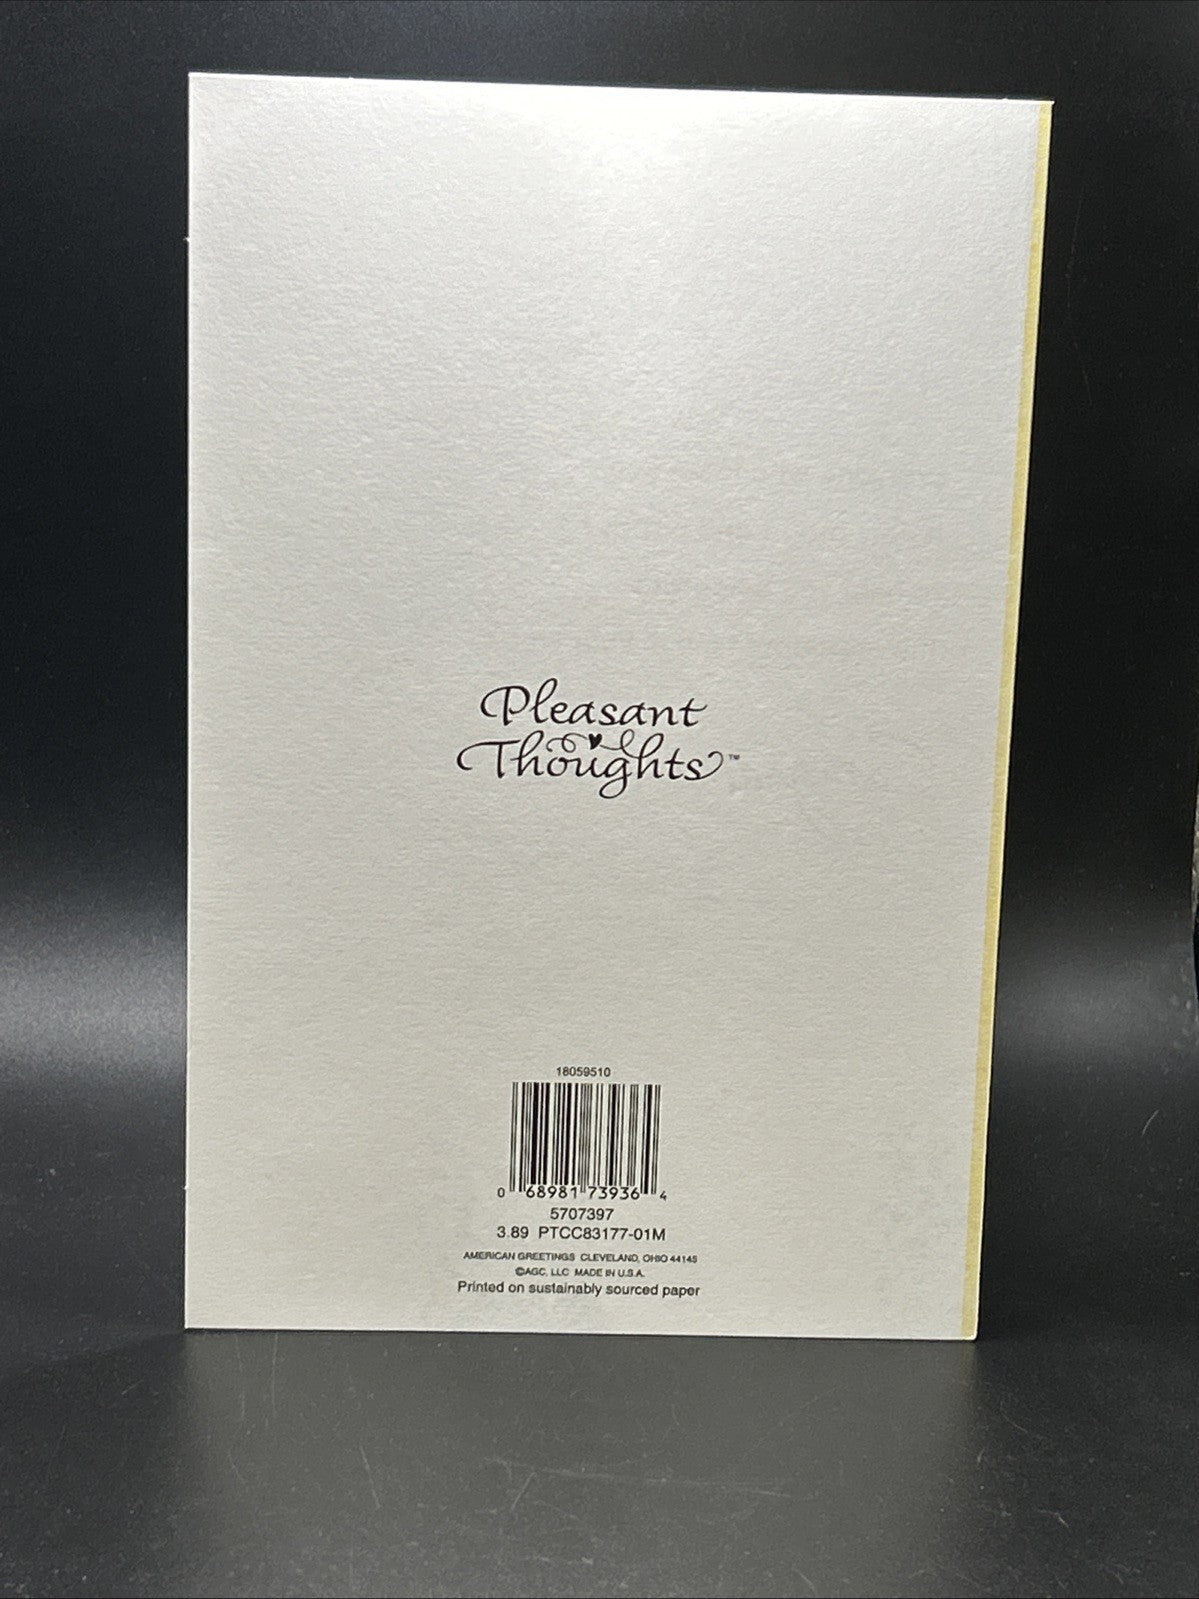 Pleasant
Thoughts™
18059510
0 68981 73936 4
5707397
3.89 PTCC83177-01M
AMERICAN GREETINGS CLEVELAND, OHIO 44145
©AGC, LLC MADE IN U.S.A.
Printed on sustainably sourced paper